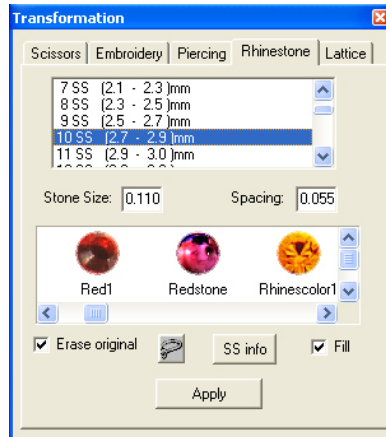 Transformation
Scissors Embroidery Piercing Rhinestone Lattice
7 SS (2.1 - 2.3 )mm
8 SS (2.3 - 2.5 )mm
9 SS (2.5 - 2.7 )mm
10 SS (2.7 - 2.9 )mm
11 SS (2.9 - 3.0 )mm
Stone Size: 0.110 Spacing: 0.055
Red1 Redstone Rhinescolor1
Erase original SS info Fill
Apply